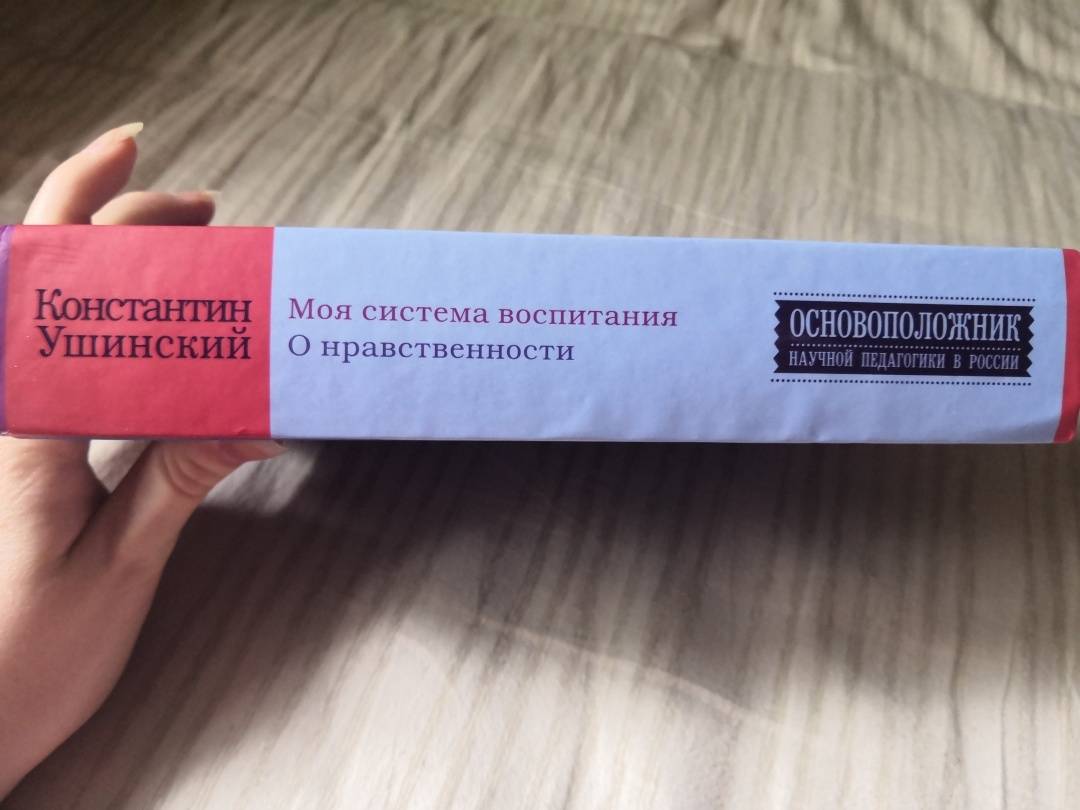 Константин
Ушинский
Моя система воспитания
О нравственности
ОСНОВОПОЛОЖНИК
НАУЧНОЙ ПЕДАГОГИКИ В РОССИИ